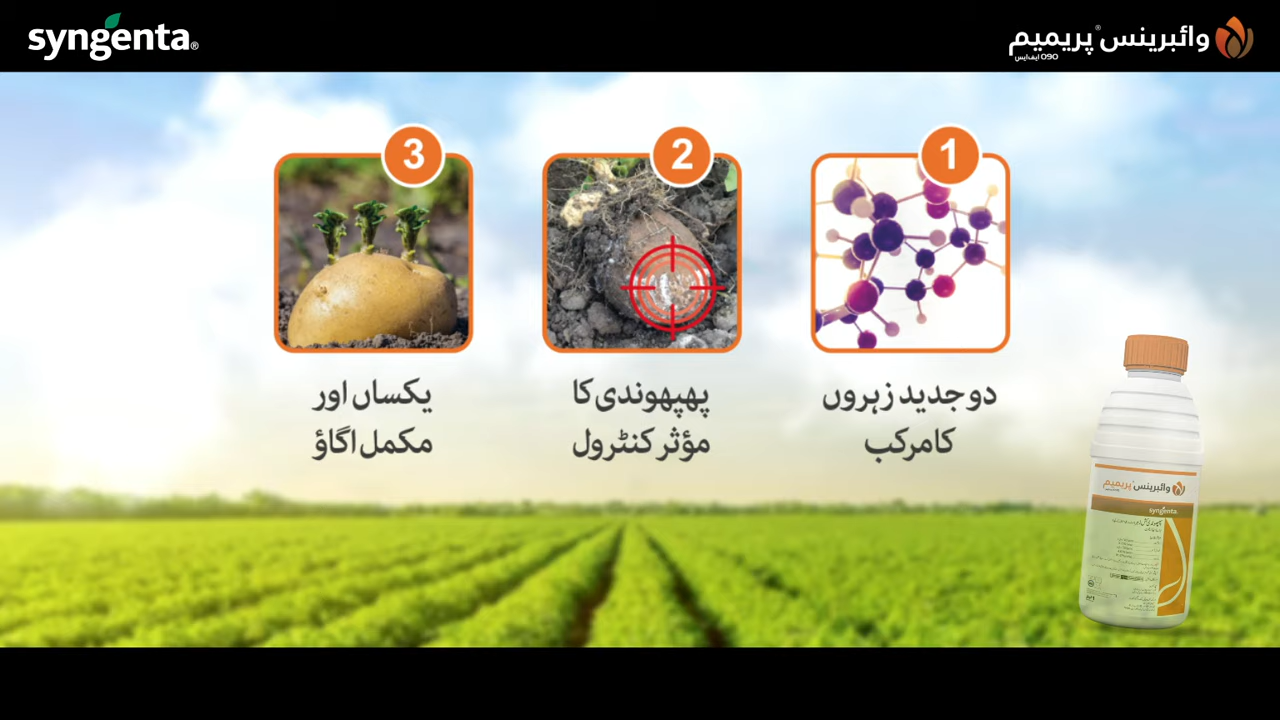 syngenta®
وائبرینس® پریمیم
090 ایف ایس
1
دو جدید زہروں
کا مرکب
2
پھپھوندی کا
مؤثر کنٹرول
3
یکساں اور
مکمل اگاؤ
وائبرینس پریمیم
syngenta